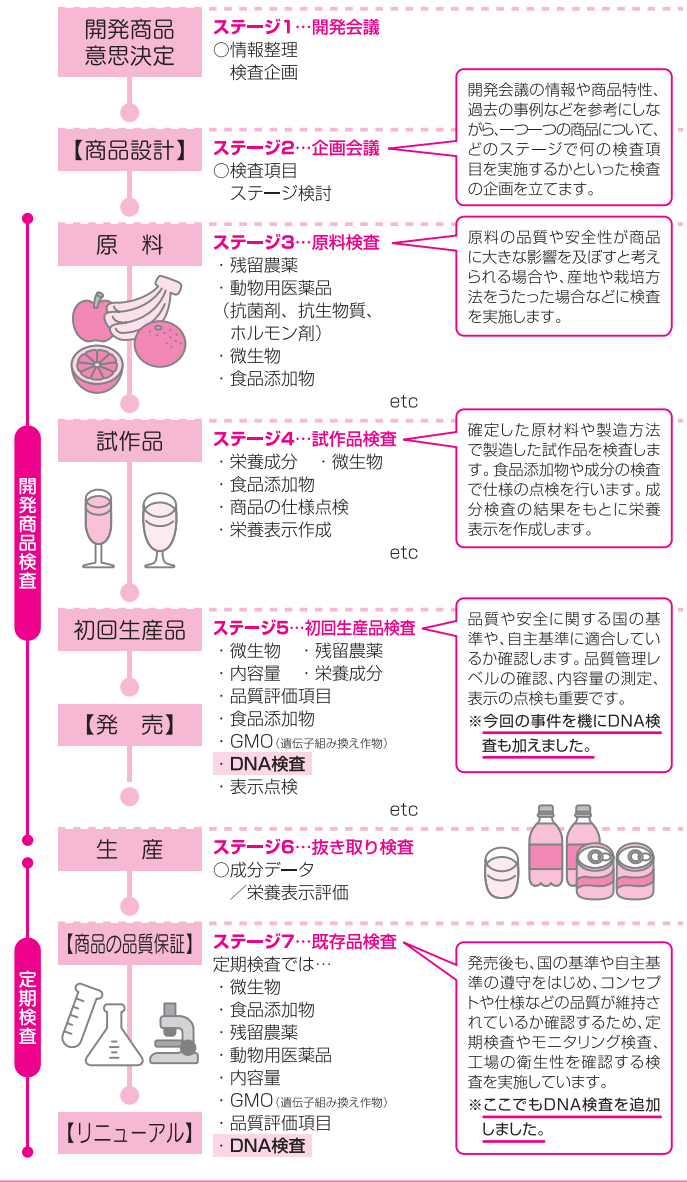 開発商品
意思決定
ステージ1…開発会議
○情報整理
検査企画
【商品設計】
ステージ2…企画会議
○検査項目
ステージ検討
開発会議の情報や商品特性、
過去の事例などを参考にしな
がら、一つ一つの商品について、
どのステージで何の検査項
目を実施するかといった検査
の企画を立てます。
開発商品検査
原　料
ステージ3…原料検査
・残留農薬
・動物用医薬品
（抗菌剤、抗生物質、
ホルモン剤）
・微生物
・食品添加物
etc
原料の品質や安全性が商品
に大きな影響を及ぼすと考え
られる場合や、産地や栽培方
法をうたった場合などに検査
を実施します。
試作品
ステージ4…試作品検査
・栄養成分　・微生物
・食品添加物
・商品の仕様点検
・栄養表示作成
etc
確定した原材料や製造方法
で製造した試作品を検査しま
す。食品添加物や成分の検査
で仕様の点検を行います。成
分検査の結果をもとに栄養
表示を作成します。
初回生産品
【発　売】
ステージ5…初回生産品検査
・微生物　・残留農薬
・内容量　・栄養成分
・品質評価項目
・食品添加物
・GMO（遺伝子組み換え作物）
・DNA検査
・表示点検
etc
品質や安全に関する国の基
準や、自主基準に適合してい
るか確認します。品質管理レ
ベルの確認、内容量の測定、
表示の点検も重要です。
※今回の事件を機にDNA検
査も加えました。
生　産
ステージ6…抜き取り検査
○成分データ
／栄養表示評価
定期検査
【商品の品質保証】
【リニューアル】
ステージ7…既存品検査
定期検査では…
・微生物
・食品添加物
・残留農薬
・動物用医薬品
・内容量
・GMO（遺伝子組み換え作物）
・品質評価項目
・DNA検査
発売後も、国の基準や自主基
準の遵守をはじめ、コンセプ
トや仕様などの品質が維持さ
れているか確認するため、定
期検査やモニタリング検査、
工場の衛生性を確認する検
査を実施しています。
※ここでもDNA検査を追加
しました。